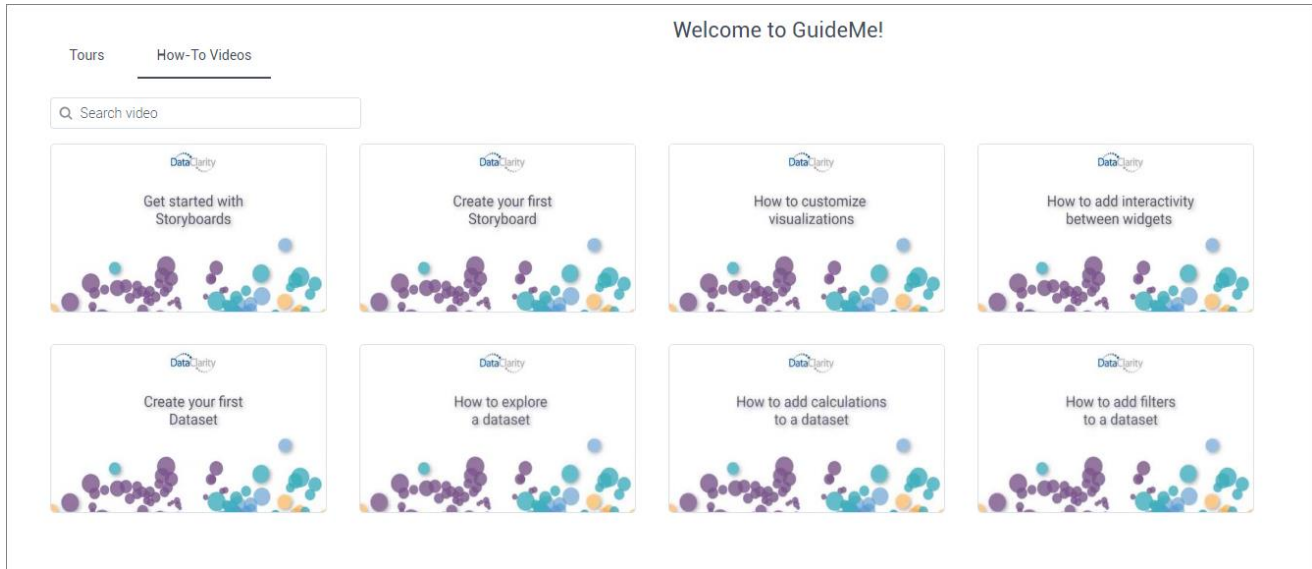 Welcome to GuideMe!
Tours
How-To Videos
Search video
DataClarity
Get started with
Storyboards
DataClarity
Create your first
Storyboard
DataClarity
How to customize
visualizations
DataClarity
How to add interactivity
between widgets
DataClarity
Create your first
Dataset
DataClarity
How to explore
a dataset
DataClarity
How to add calculations
to a dataset
DataClarity
How to add filters
to a dataset